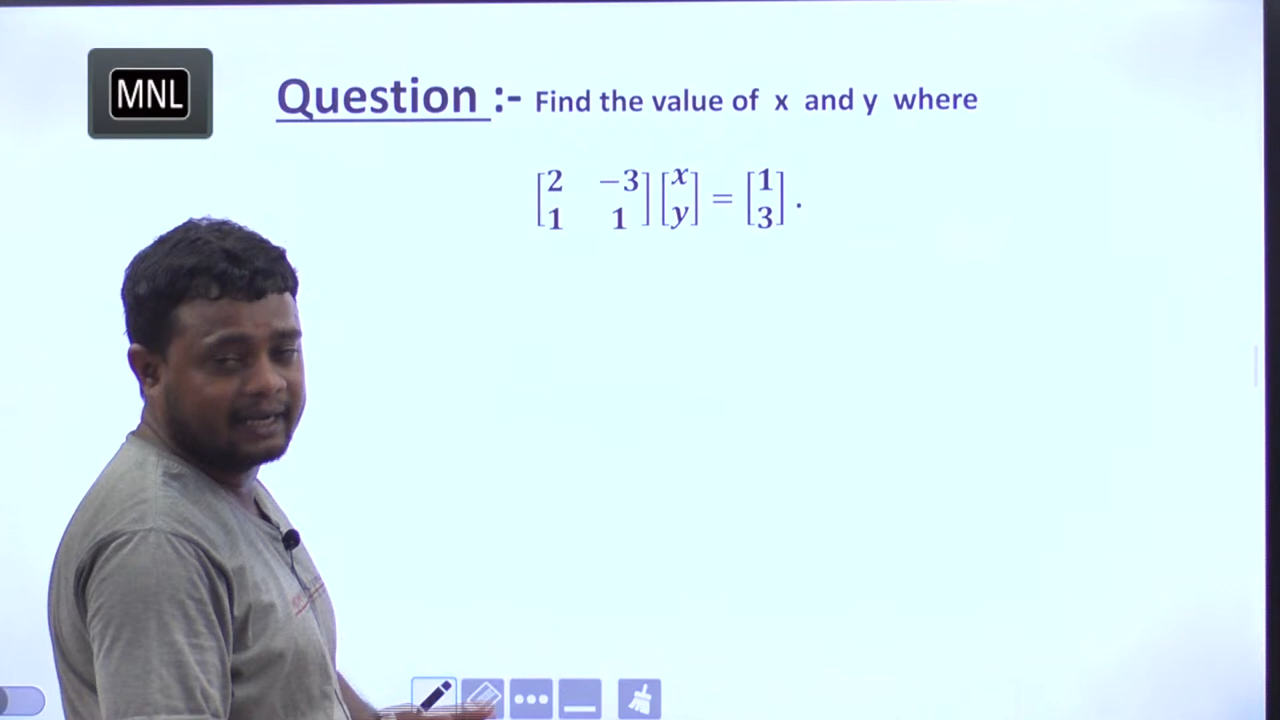 MNL
Question :- Find the value of x and y where
[2 −3] [x] = [1]
[1 1] [y] [3] .